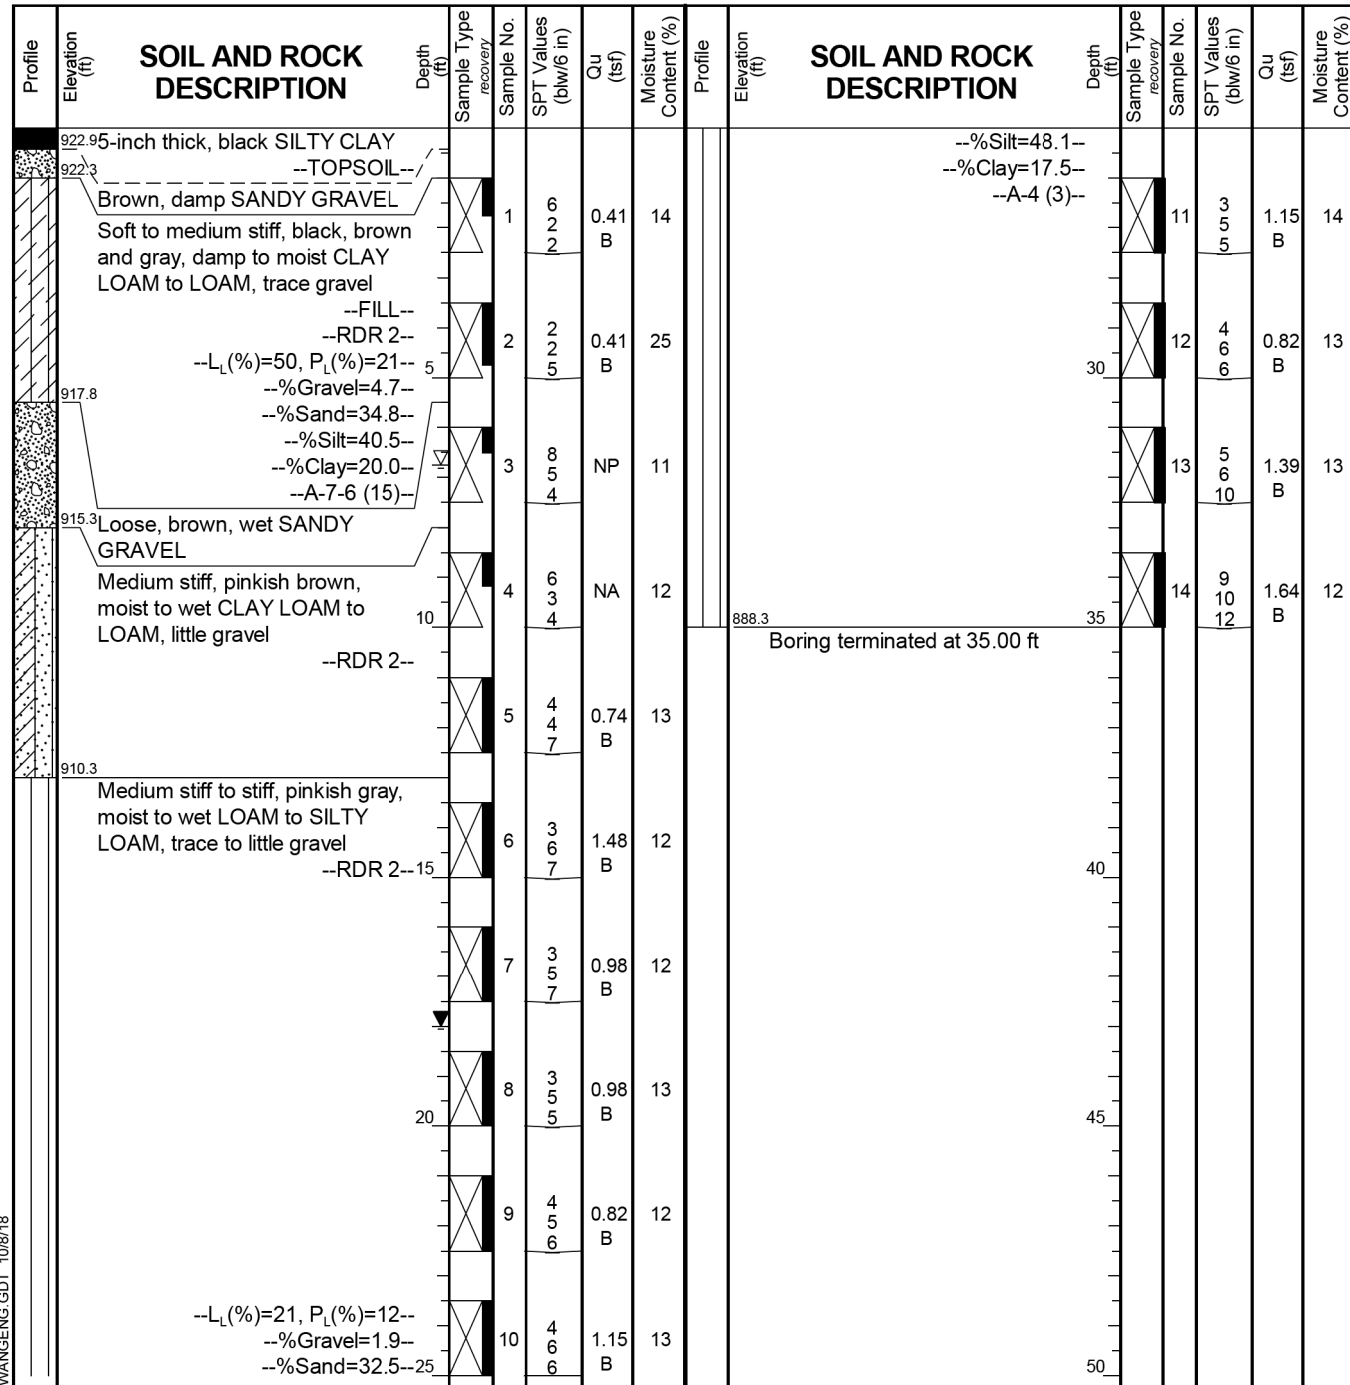 Profile
Elevation
(ft)
SOIL AND ROCK
DESCRIPTION
Depth
(ft)
Sample Type
recovery
Sample No.
SPT Values
(blw/6 in)
Qu
(tsf)
Moisture
Content (%)
922.9 5-inch thick, black SILTY CLAY
--TOPSOIL--
922.3
Brown, damp SANDY GRAVEL
Soft to medium stiff, black, brown
and gray, damp to moist CLAY
LOAM to LOAM, trace gravel
--FILL--
--RDR 2--
--LL(%)=50, PL(%)=21-- 5
--%Gravel=4.7--
917.8
--%Sand=34.8--
--%Silt=40.5--
--%Clay=20.0--
--A-7-6 (15)--
915.3 Loose, brown, wet SANDY
GRAVEL
Medium stiff, pinkish brown,
moist to wet CLAY LOAM to
10
LOAM, little gravel
--RDR 2--
910.3
Medium stiff to stiff, pinkish gray,
moist to wet LOAM to SILTY
LOAM, trace to little gravel
--RDR 2-- 15
20
--LL(%)=21, PL(%)=12--
--%Gravel=1.9--
--%Sand=32.5-- 25
1 6 2 2 0.41 B 14
2 2 2 5 0.41 B 25
3 8 5 4 NP 11
4 6 3 4 NA 12
5 4 4 7 0.74 B 13
6 3 6 7 1.48 B 12
7 3 5 7 0.98 B 12
8 3 5 5 0.98 B 13
9 4 5 6 0.82 B 12
10 4 6 6 1.15 B 13
Profile
Elevation
(ft)
SOIL AND ROCK
DESCRIPTION
Depth
(ft)
Sample Type
recovery
Sample No.
SPT Values
(blw/6 in)
Qu
(tsf)
Moisture
Content (%)
--%Silt=48.1--
--%Clay=17.5--
--A-4 (3)--
30
888.3 35
Boring terminated at 35.00 ft
40
45
50
11 3 5 5 1.15 B 14
12 4 6 6 0.82 B 13
13 5 6 10 1.39 B 13
14 9 10 12 1.64 B 12
WANGENG.GDT 10/8/18